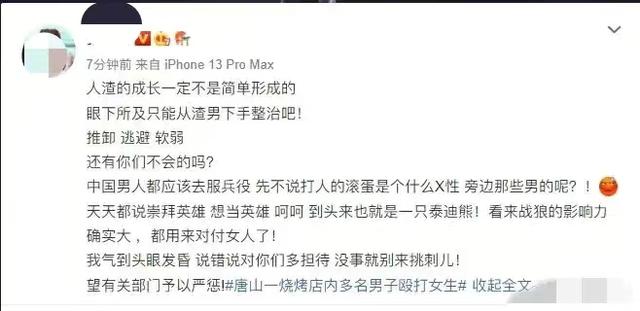 7分钟前 来自 iPhone 13 Pro Max
人渣的成长一定不是简单形成的
眼下所及只能从渣男下手整治吧！
推卸 逃避 软弱
还有你们不会的吗？
中国男人都应该去服兵役 先不说打人的滚蛋是个什么X性 旁边那些男的呢？！
天天都说崇拜英雄 想当英雄 呵呵 到头来也就是一只泰迪熊！看来战狼的影响力
确实大 ，都用来对付女人了！
我气到头眼发昏 说错说对你们多担待 没事就别来挑刺儿！
望有关部门予以严惩!#唐山一烧烤店内多名男子殴打女生# 收起全文